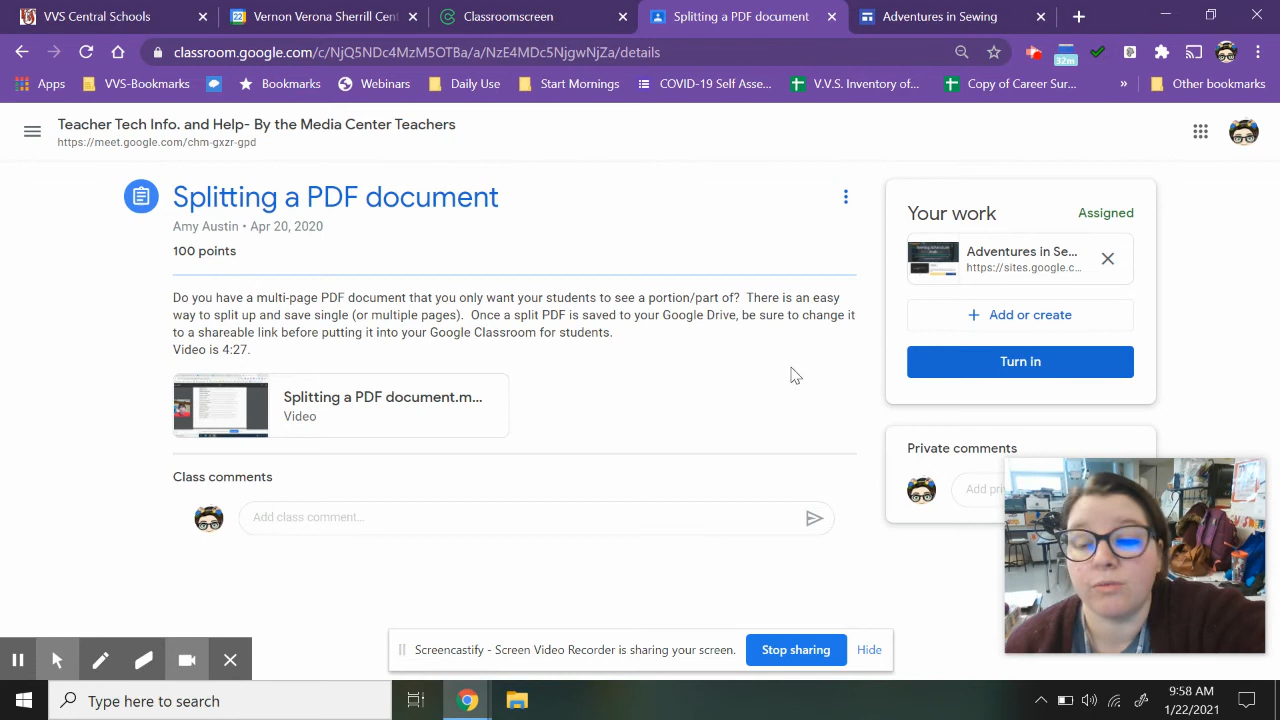 VVS Central Schools
Vernon Verona Sherrill Cent
Classroomscreen
Splitting a PDF document
Adventures in Sewing
classroom.google.com/c/NjQ5NDc4MzM5OTBa/a/NzE4MDc5NjgwNjZa/details
32m
Apps
VVS-Bookmarks
Bookmarks
Webinars
Daily Use
Start Mornings
COVID-19 Self Asse...
V.V.S. Inventory of...
Copy of Career Sur...
»
Other bookmarks
Teacher Tech Info. and Help- By the Media Center Teachers
https://meet.google.com/chm-gxzr-gpd
Splitting a PDF document
Amy Austin • Apr 20, 2020
100 points
Do you have a multi-page PDF document that you only want your students to see a portion/part of? There is an easy
way to split up and save single (or multiple pages). Once a split PDF is saved to your Google Drive, be sure to change it
to a shareable link before putting it into your Google Classroom for students.
Video is 4:27.
Splitting a PDF document.m...
Video
Class comments
Add class comment...
Your work
Assigned
Adventures in Se...
https://sites.google.c...
+ Add or create
Turn in
Private comments
Add pri
Screencastify - Screen Video Recorder is sharing your screen.
Stop sharing
Hide
Type here to search
9:58 AM
1/22/2021